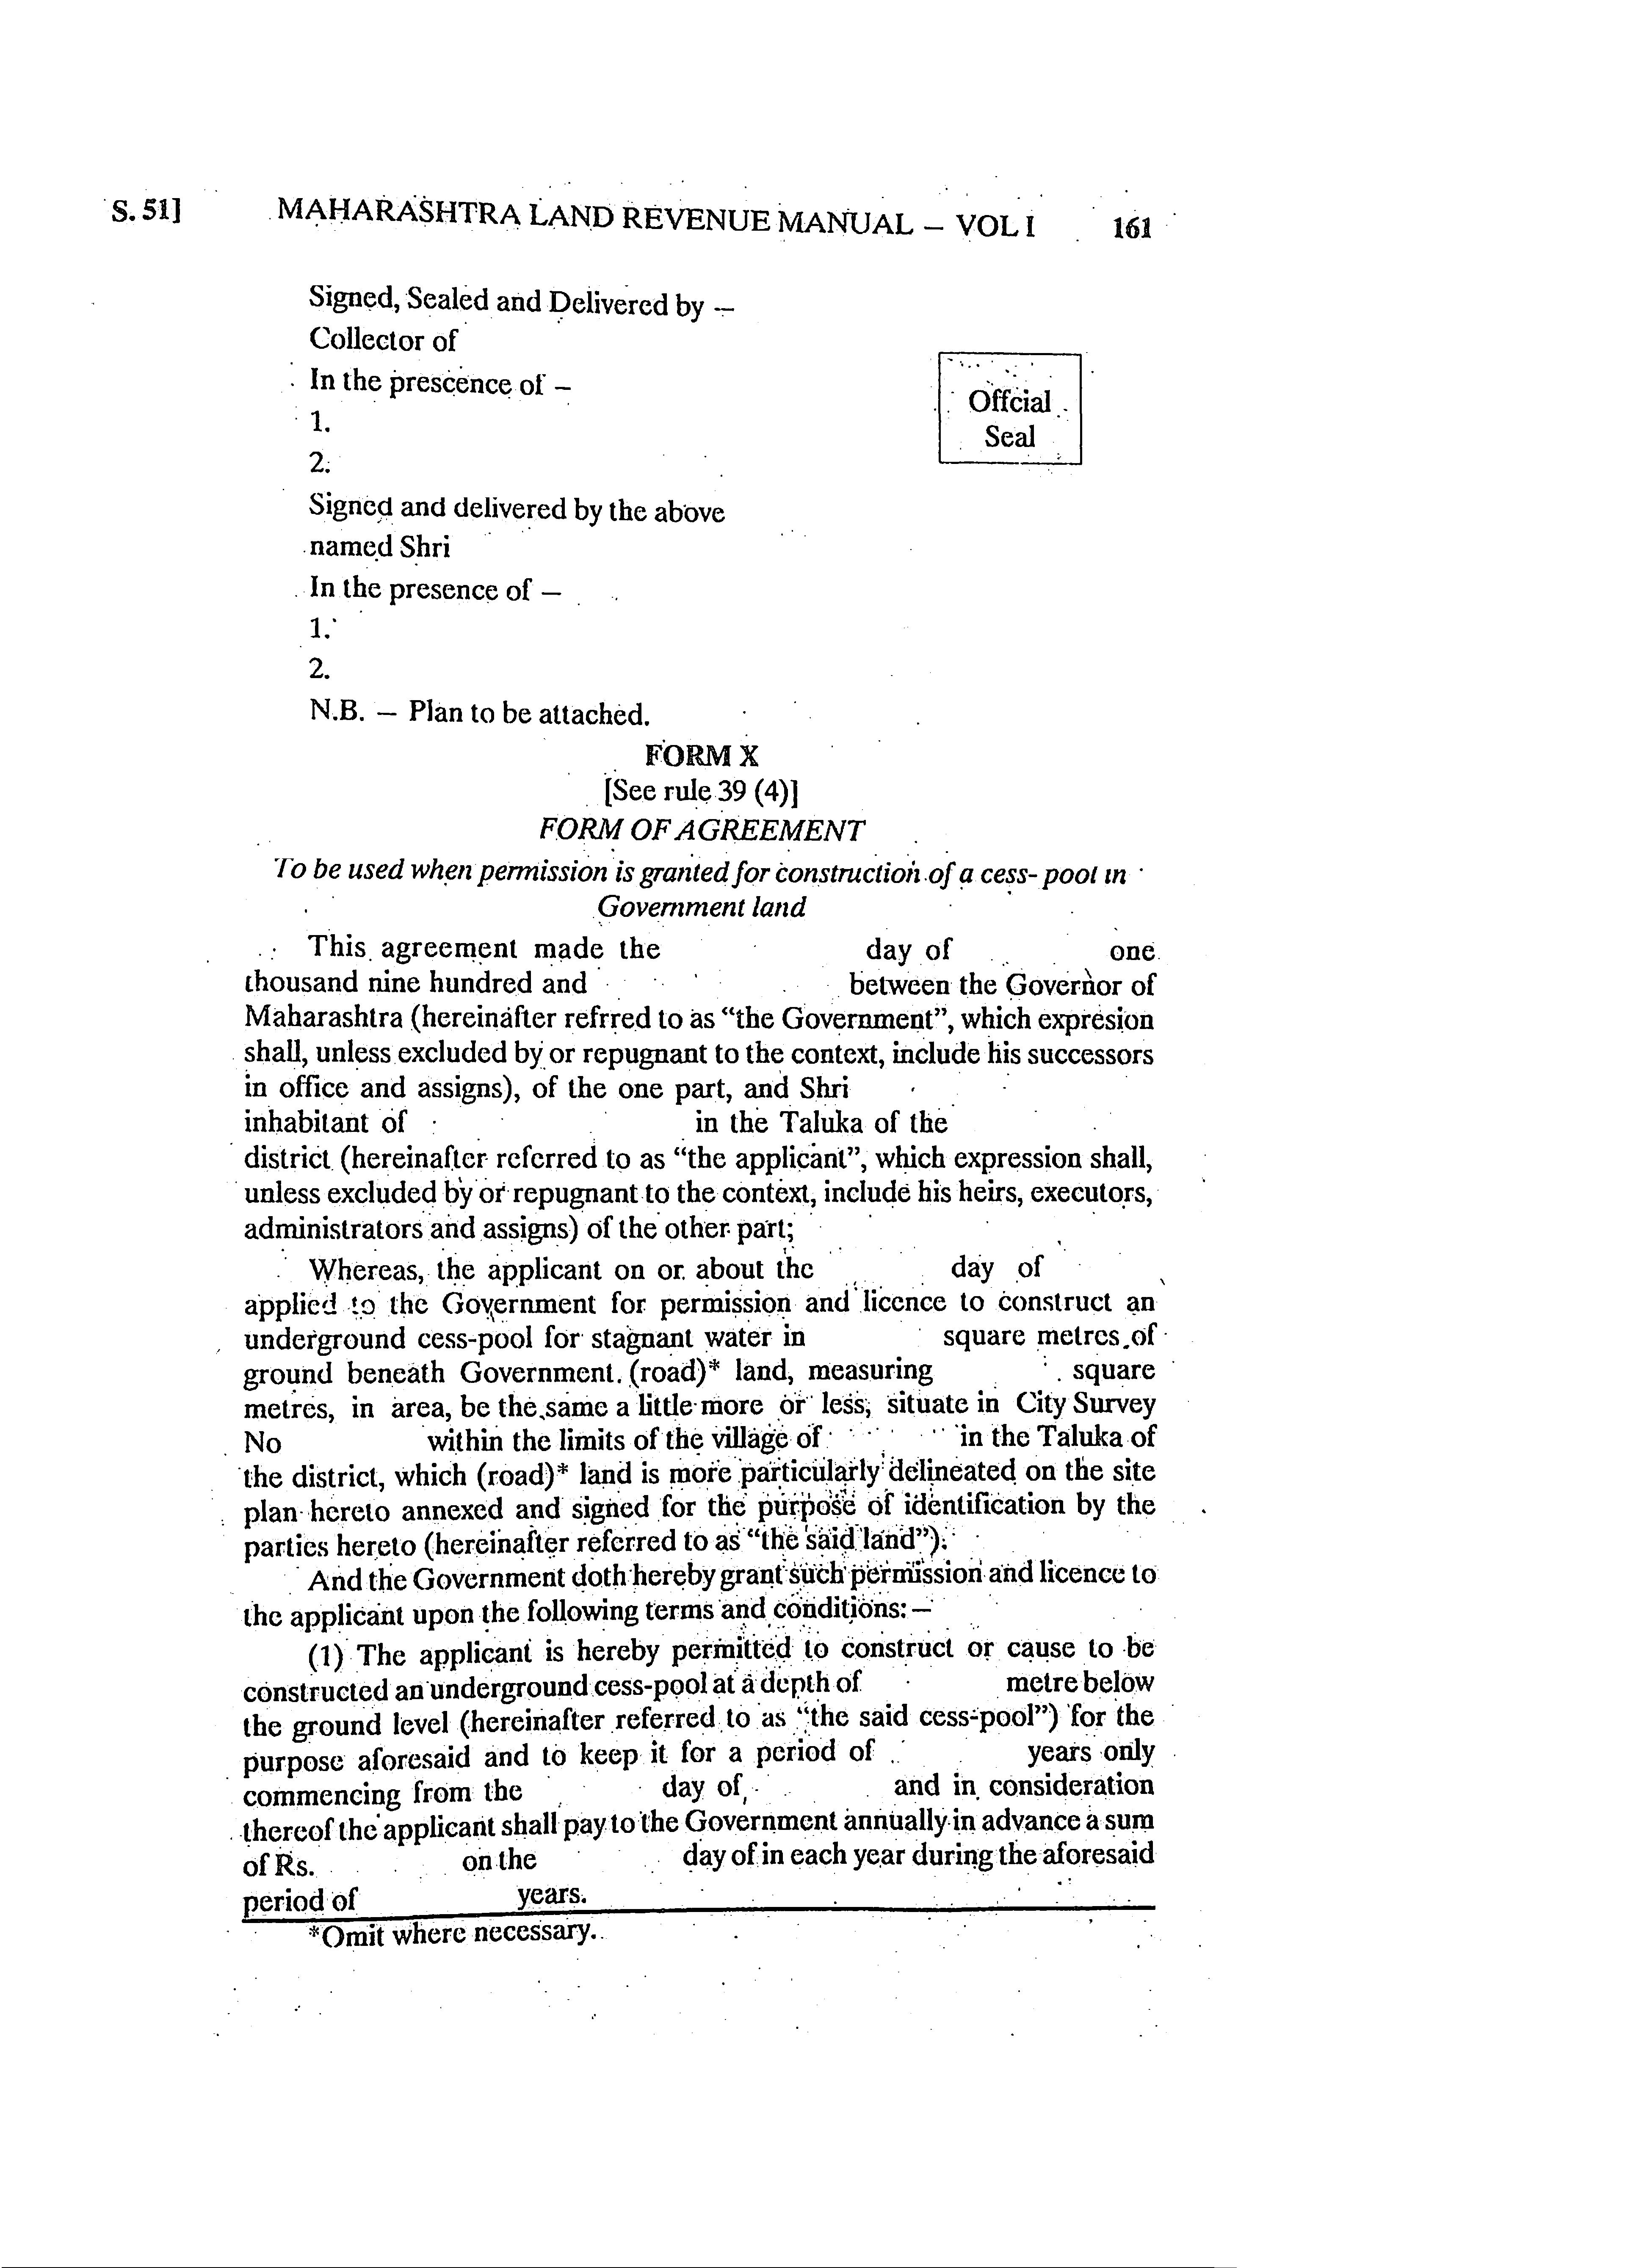 S. 51] MAHARASHTRA LAND REVENUE MANUAL – VOL I 161
Signed, Sealed and Delivered by –
Collector of
In the prescence of –
1.
2.
Offcial
Seal
Signed and delivered by the above
named Shri
In the presence of –
1.
2.
N.B. – Plan to be attached.
FORM X
[See rule 39 (4)]
FORM OF AGREEMENT
To be used when permission is granted for construction of a cess- pool in
Government land
This agreement made the day of one
thousand nine hundred and between the Governor of
Maharashtra (hereinafter refrred to as “the Government”, which expresion
shall, unless excluded by or repugnant to the context, include his successors
in office and assigns), of the one part, and Shri
inhabitant of in the Taluka of the
district (hereinafter referred to as “the applicant”, which expression shall,
unless excluded by or repugnant to the context, include his heirs, executors,
administrators and assigns) of the other part;
Whereas, the applicant on or about the day of
applied to the Government for permission and licence to construct an
underground cess-pool for stagnant water in square metres of
ground beneath Government (road)* land, measuring square
metres, in area, be the same a little more or less, situate in City Survey
No within the limits of the village of in the Taluka of
the district, which (road)* land is more particularly delineated on the site
plan hereto annexed and signed for the purpose of identification by the
parties hereto (hereinafter referred to as “the said land”).
And the Government doth hereby grant such permission and licence to
the applicant upon the following terms and conditions: –
(1) The applicant is hereby permitted to construct or cause to be
constructed an underground cess-pool at a depth of metre below
the ground level (hereinafter referred to as “the said cess-pool”) for the
purpose aforesaid and to keep it for a period of years only
commencing from the day of and in consideration
thereof the applicant shall pay to the Government annually in advance a sum
of Rs. on the day of in each year during the aforesaid
period of years.
*Omit where necessary.